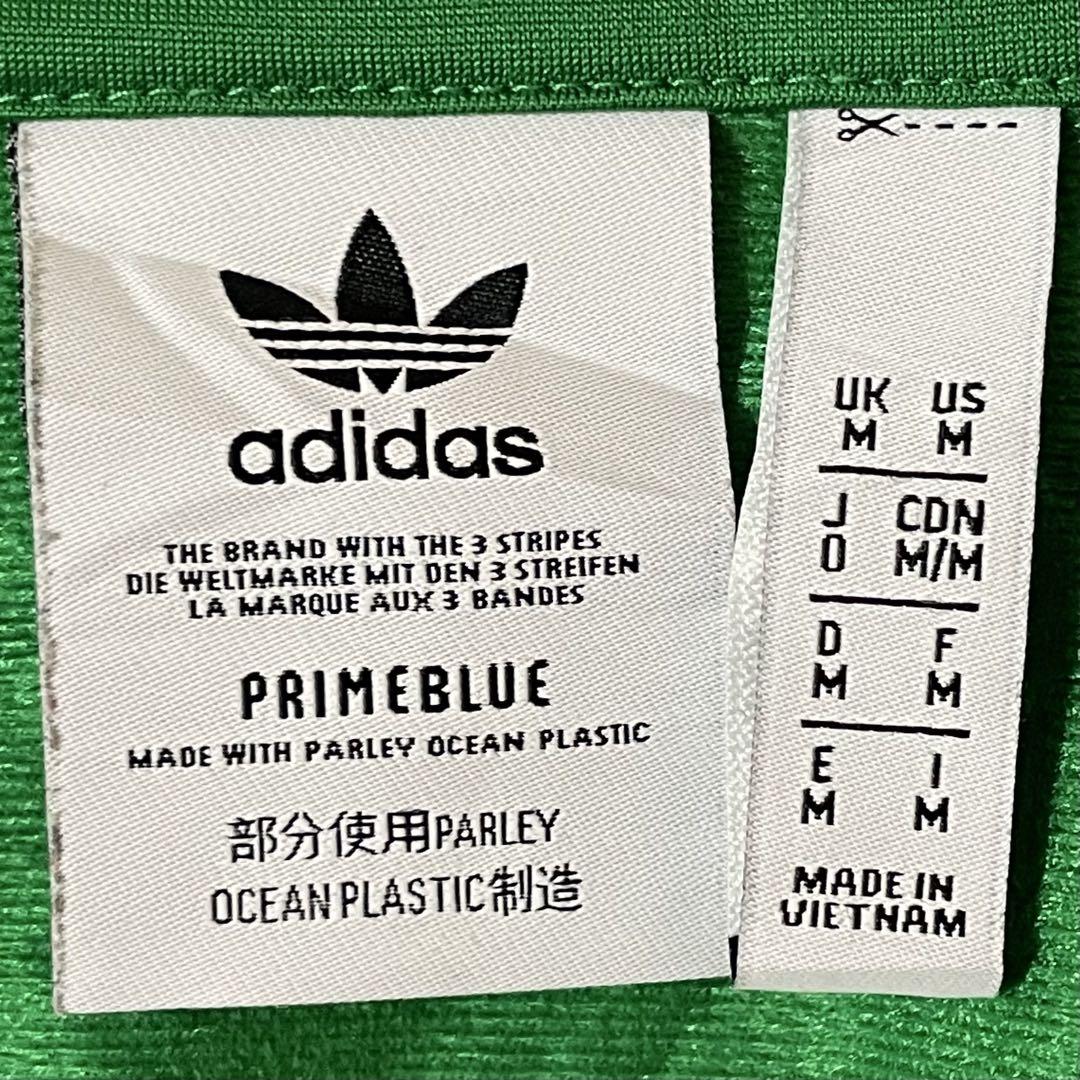 adidas
THE BRAND WITH THE 3 STRIPES
DIE WELTMARKE MIT DEN 3 STREIFEN
LA MARQUE AUX 3 BANDES
PRIMEBLUE
MADE WITH PARLEY OCEAN PLASTIC
部分使用PARLEY
OCEAN PLASTIC制造
UK US
M M
J CDN
O M/M
D F
M M
E I
M M
MADE IN
VIETNAM